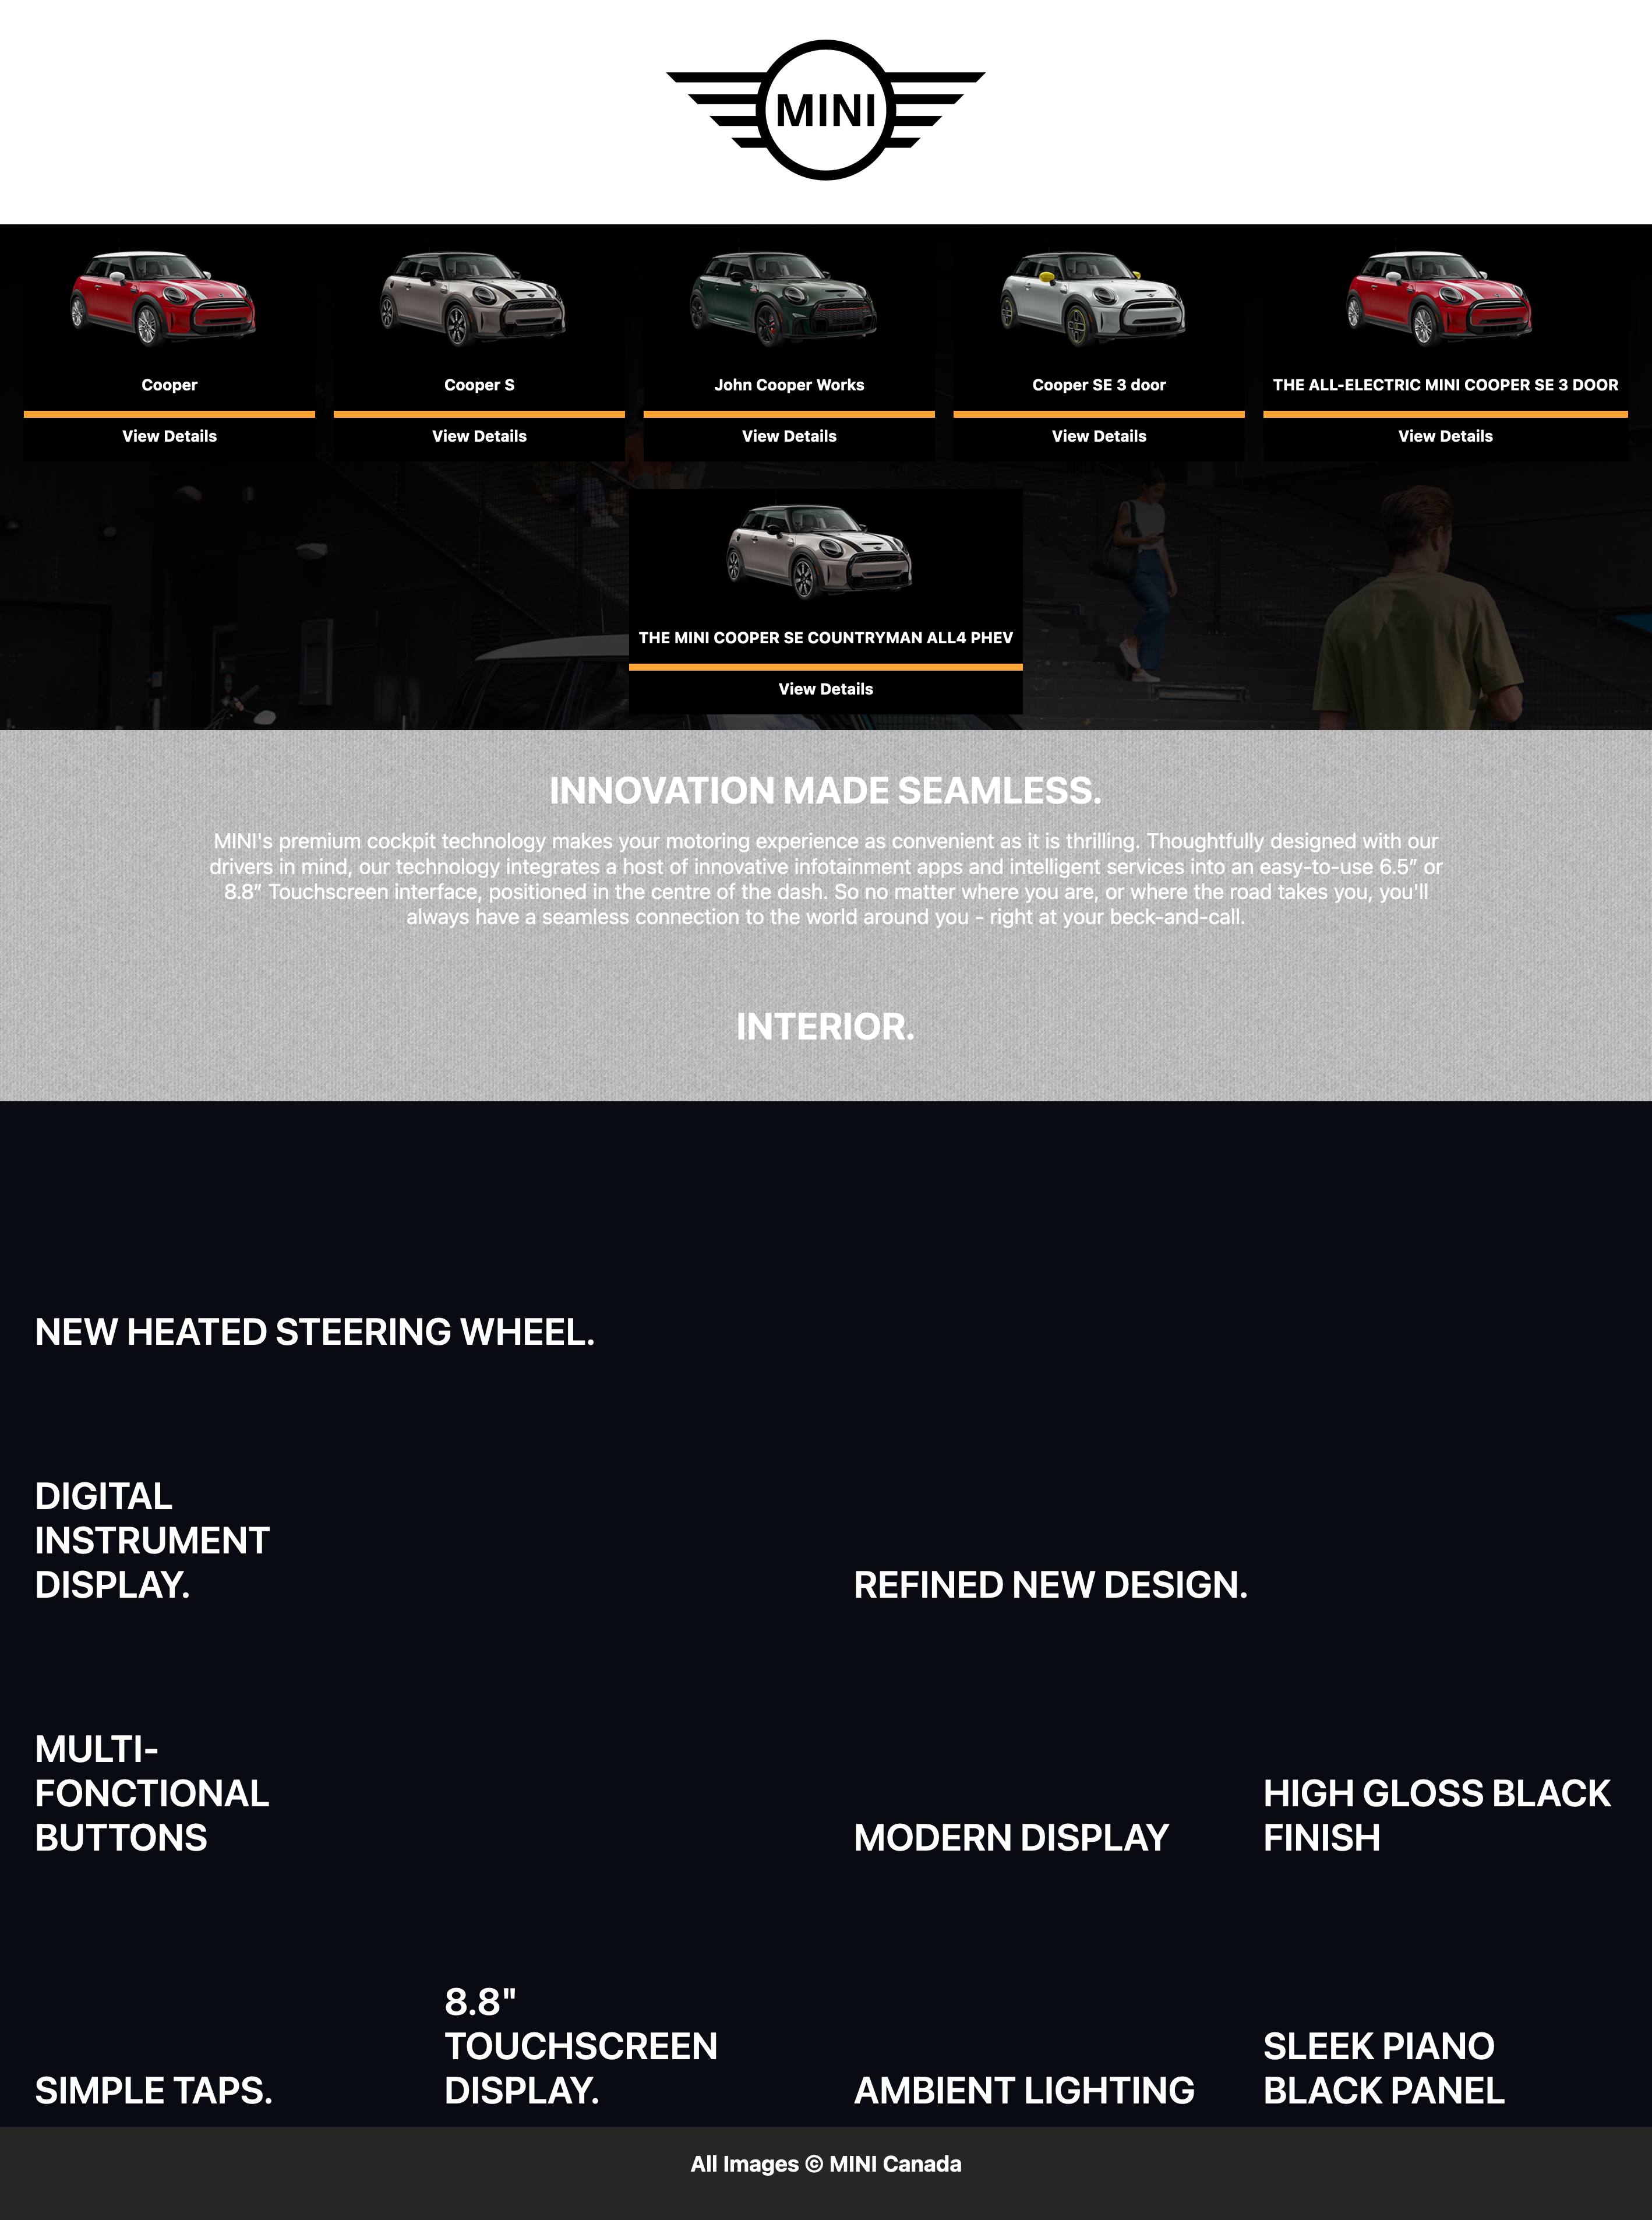 MINI
Cooper
View Details
Cooper S
View Details
John Cooper Works
View Details
Cooper SE 3 door
View Details
THE ALL-ELECTRIC MINI COOPER SE 3 DOOR
View Details
THE MINI COOPER SE COUNTRYMAN ALL4 PHEV
View Details
INNOVATION MADE SEAMLESS.
MINI's premium cockpit technology makes your motoring experience as convenient as it is thrilling. Thoughtfully designed with our
drivers in mind, our technology integrates a host of innovative infotainment apps and intelligent services into an easy-to-use 6.5” or
8.8” Touchscreen interface, positioned in the centre of the dash. So no matter where you are, or where the road takes you, you'll
always have a seamless connection to the world around you - right at your beck-and-call.
INTERIOR.
NEW HEATED STEERING WHEEL.
DIGITAL
INSTRUMENT
DISPLAY.
REFINED NEW DESIGN.
MULTI-
FONCTIONAL
BUTTONS
MODERN DISPLAY
HIGH GLOSS BLACK
FINISH
SIMPLE TAPS.
8.8"
TOUCHSCREEN
DISPLAY.
AMBIENT LIGHTING
SLEEK PIANO
BLACK PANEL
All Images © MINI Canada